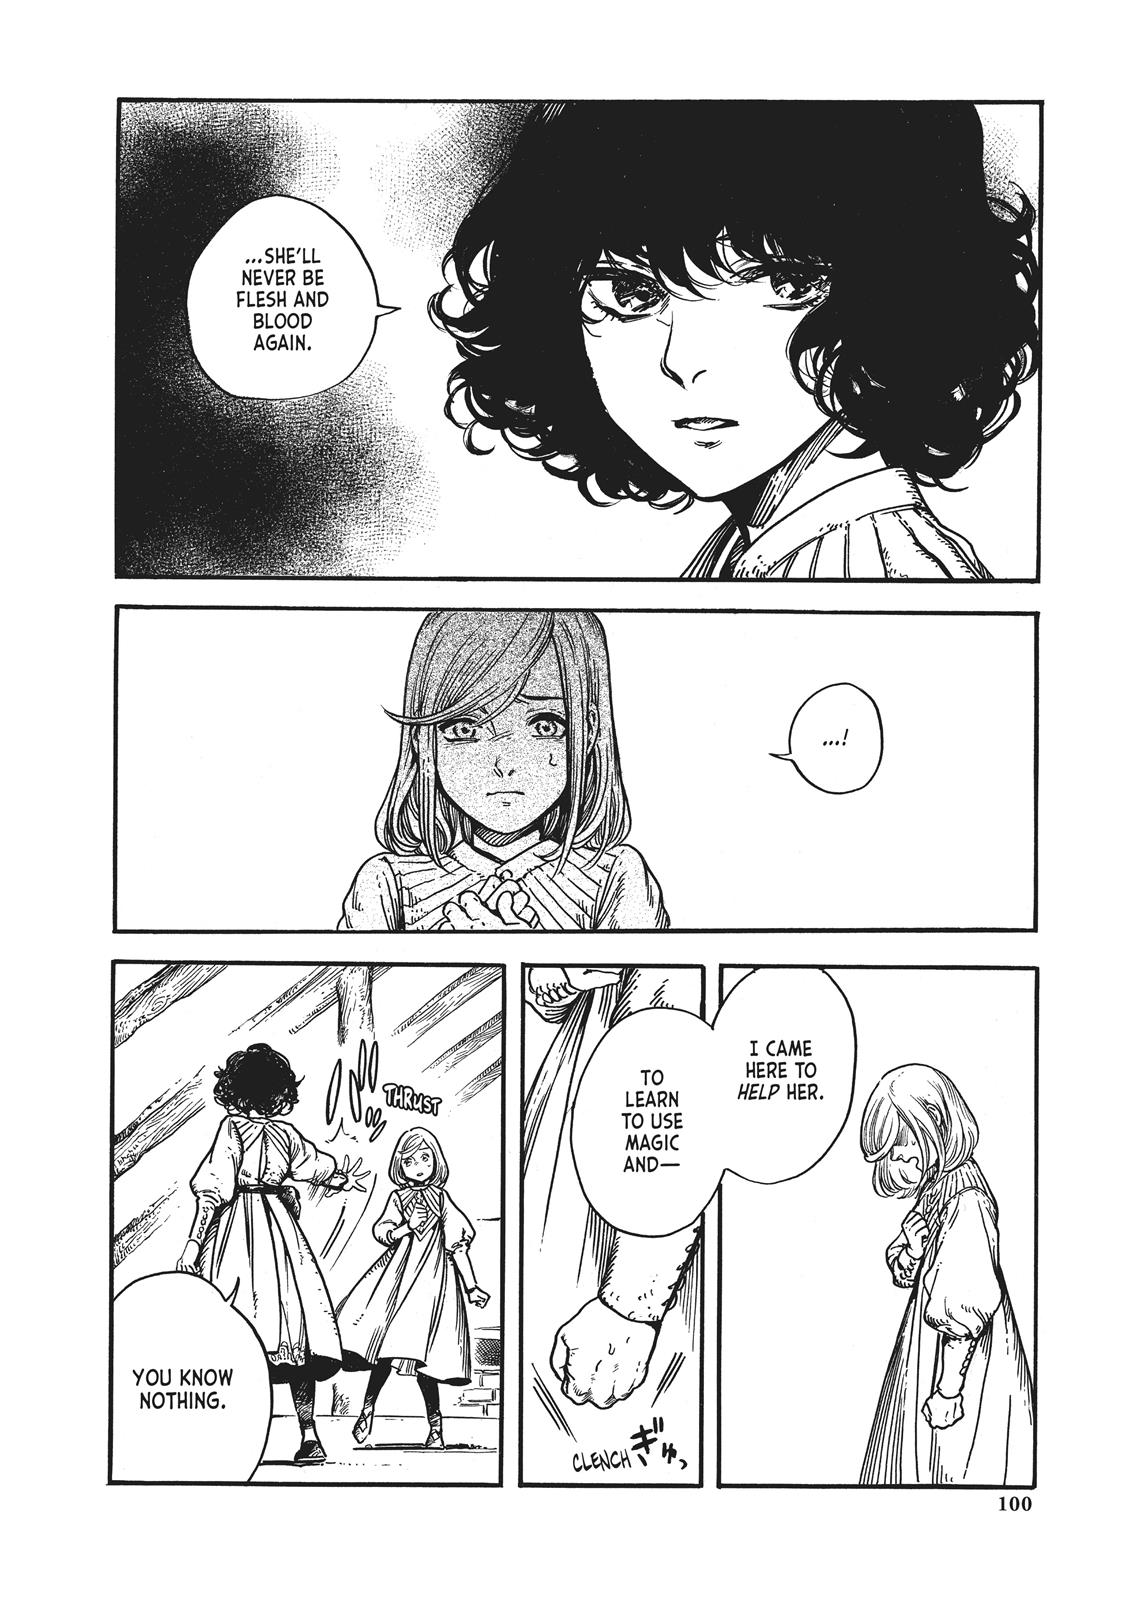 ...SHE'LL
NEVER BE
FLESH AND
BLOOD
AGAIN.
...!
I CAME
HERE TO
HELP HER.
TO
LEARN
TO USE
MAGIC
AND—
CLENCH
ぎゅっ
THRUST
YOU KNOW
NOTHING.
100